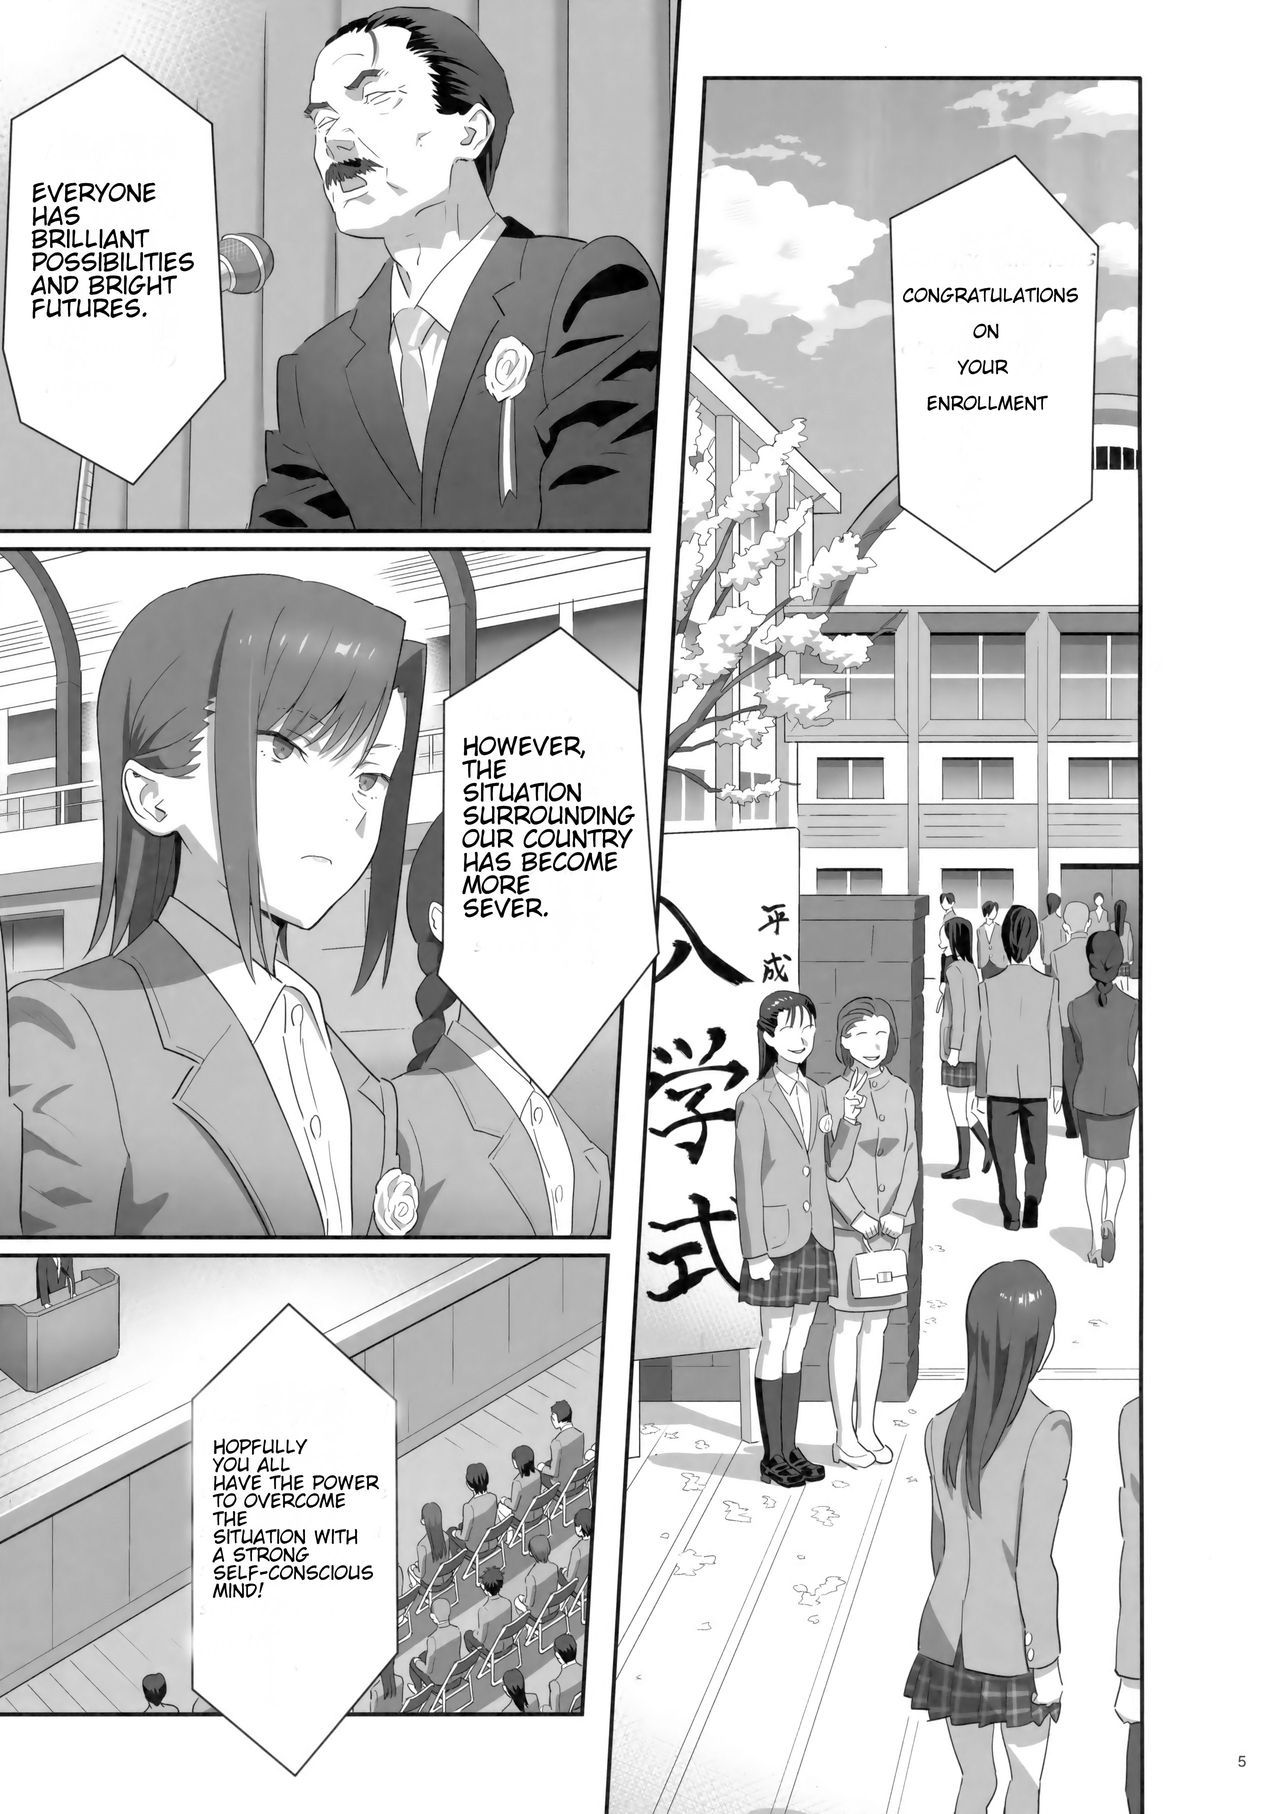 CONGRATULATIONS
ON
YOUR
ENROLLMENT
平成
入学式
EVERYONE
HAS
BRILLIANT
POSSIBILITIES
AND BRIGHT
FUTURES.
HOWEVER,
THE
SITUATION
SURROUNDING
OUR COUNTRY
HAS BECOME
MORE
SEVER.
HOPFULLY
YOU ALL
HAVE THE POWER
TO OVERCOME
THE
SITUATION WITH
A STRONG
SELF-CONSCIOUS
MIND!
5